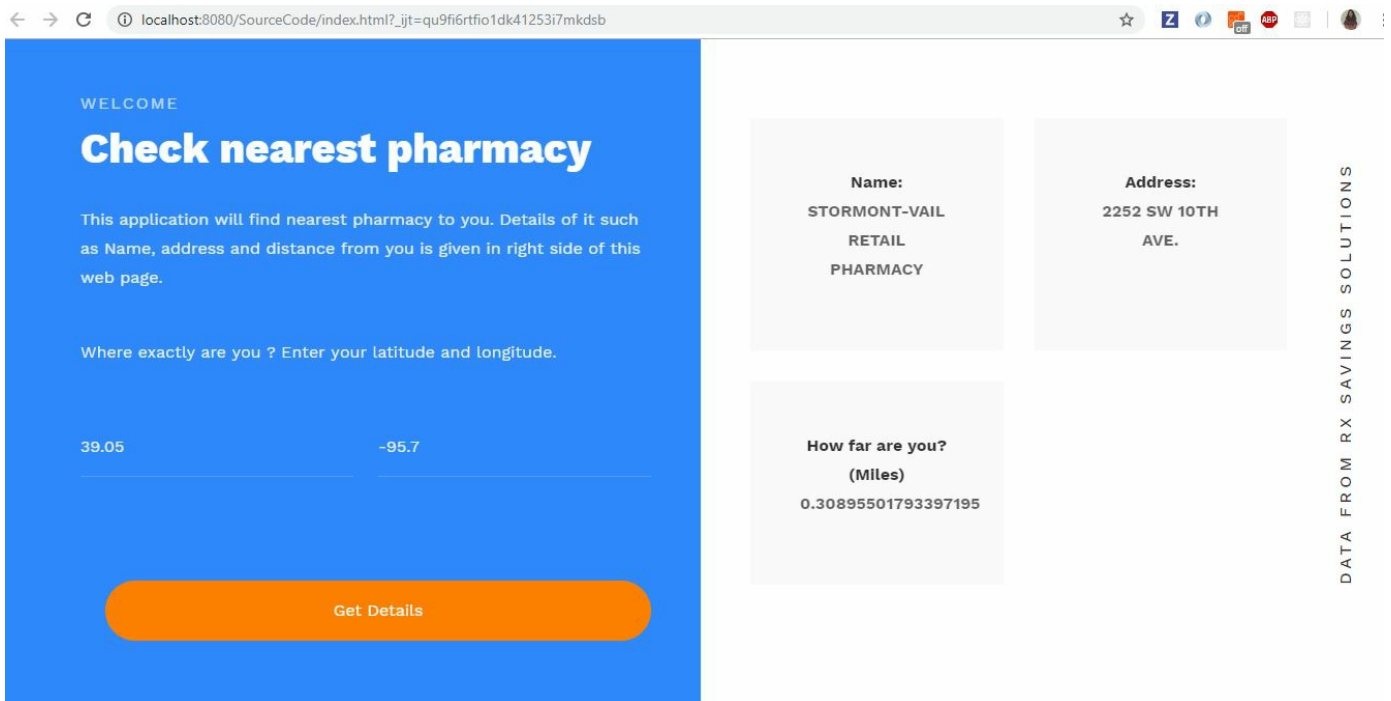 localhost:8080/SourceCode/index.html?_ijt=qu9fi6rtfio1dk41253i7mkdsb
Z
off
ABP
WELCOME
Check nearest pharmacy
This application will find nearest pharmacy to you. Details of it such
as Name, address and distance from you is given in right side of this
web page.
Where exactly are you ? Enter your latitude and longitude.
39.05
-95.7
Get Details
Name:
STORMONT-VAIL
RETAIL
PHARMACY
Address:
2252 SW 10TH
AVE.
How far are you?
(Miles)
0.30895501793397195
DATA FROM RX SAVINGS SOLUTIONS